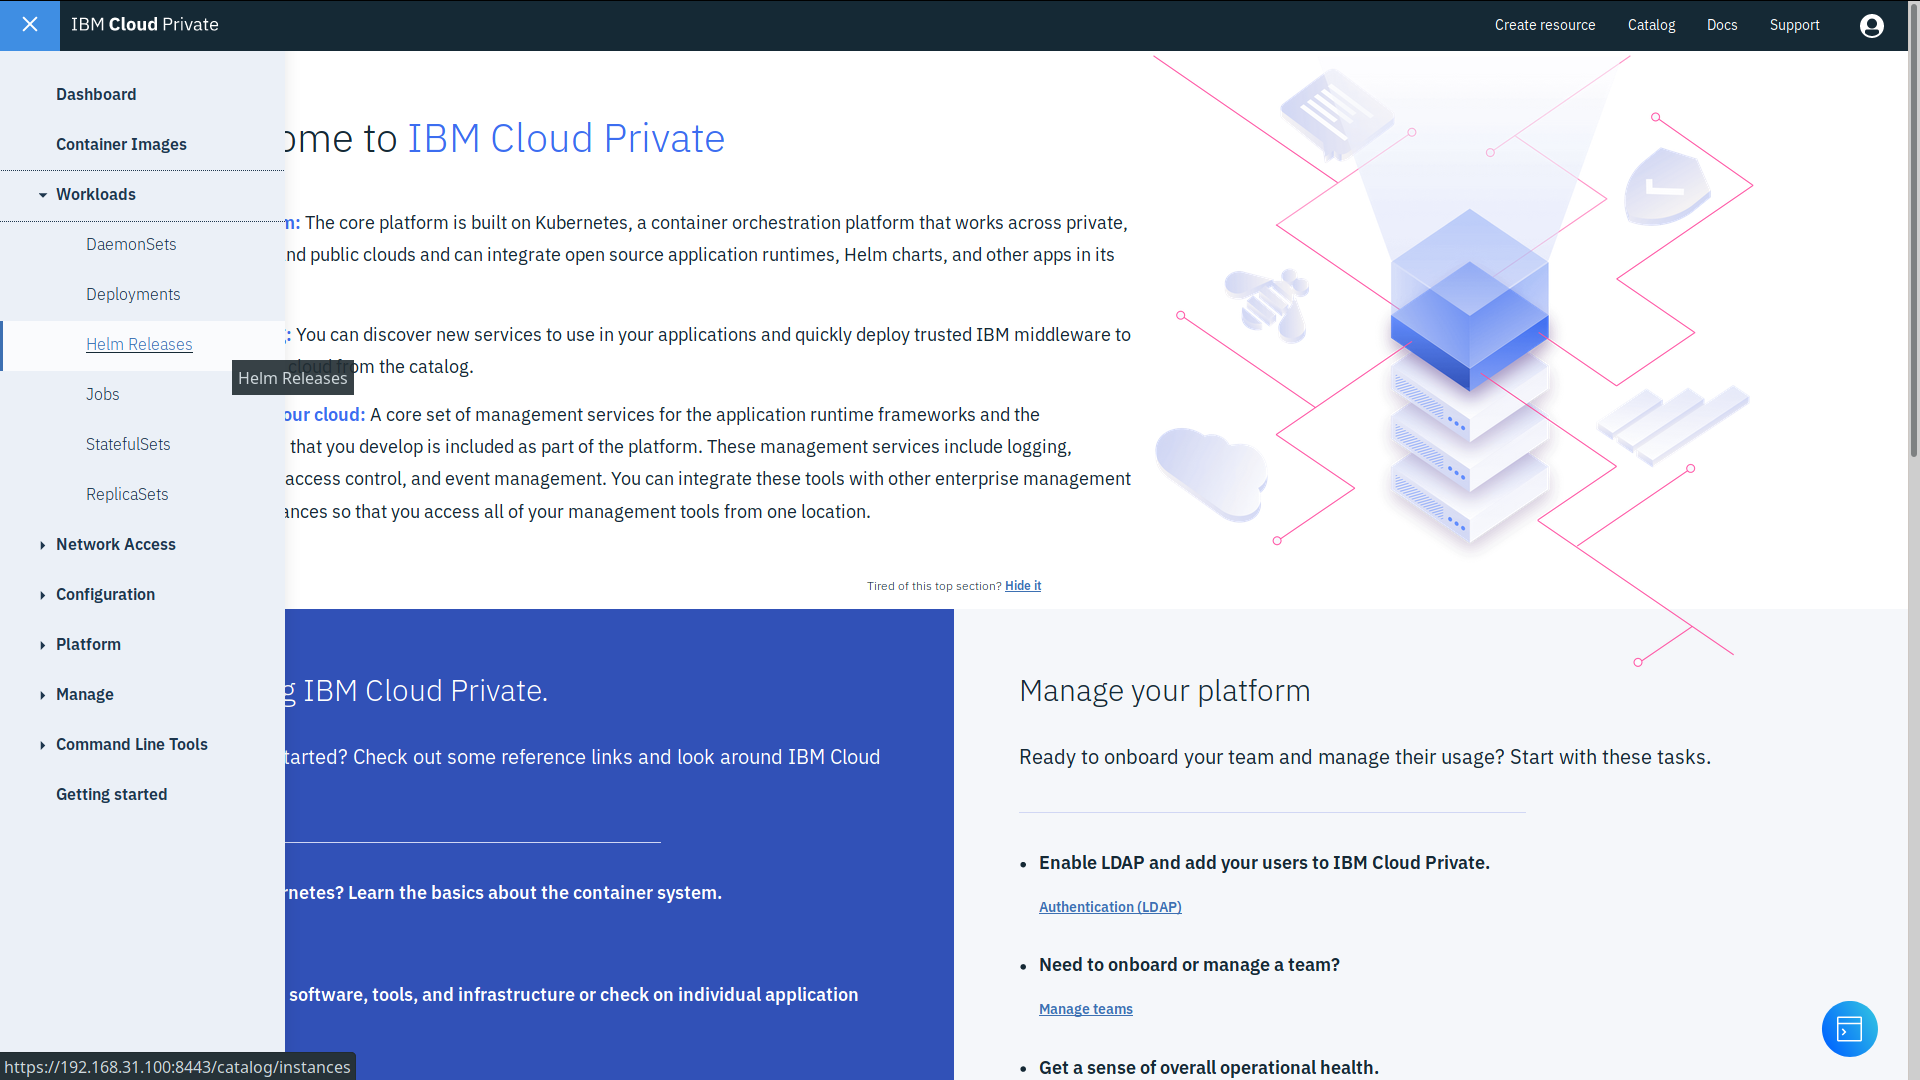 IBM Cloud Private
Create resource
Catalog
Docs
Support
Dashboard
Container Images
Workloads
DaemonSets
Deployments
Helm Releases
Jobs
StatefulSets
ReplicaSets
Network Access
Configuration
Platform
Manage
Command Line Tools
Getting started
Helm Releases
ome to IBM Cloud Private
m: The core platform is built on Kubernetes, a container orchestration platform that works across private,
nd public clouds and can integrate open source application runtimes, Helm charts, and other apps in its
: You can discover new services to use in your applications and quickly deploy trusted IBM middleware to
cloud from the catalog.
our cloud: A core set of management services for the application runtime frameworks and the
that you develop is included as part of the platform. These management services include logging,
access control, and event management. You can integrate these tools with other enterprise management
ances so that you access all of your management tools from one location.
Tired of this top section? Hide it
g IBM Cloud Private.
tarted? Check out some reference links and look around IBM Cloud
rnetes? Learn the basics about the container system.
software, tools, and infrastructure or check on individual application
Manage your platform
Ready to onboard your team and manage their usage? Start with these tasks.
• Enable LDAP and add your users to IBM Cloud Private.
Authentication (LDAP)
• Need to onboard or manage a team?
Manage teams
• Get a sense of overall operational health.
https://192.168.31.100:8443/catalog/instances